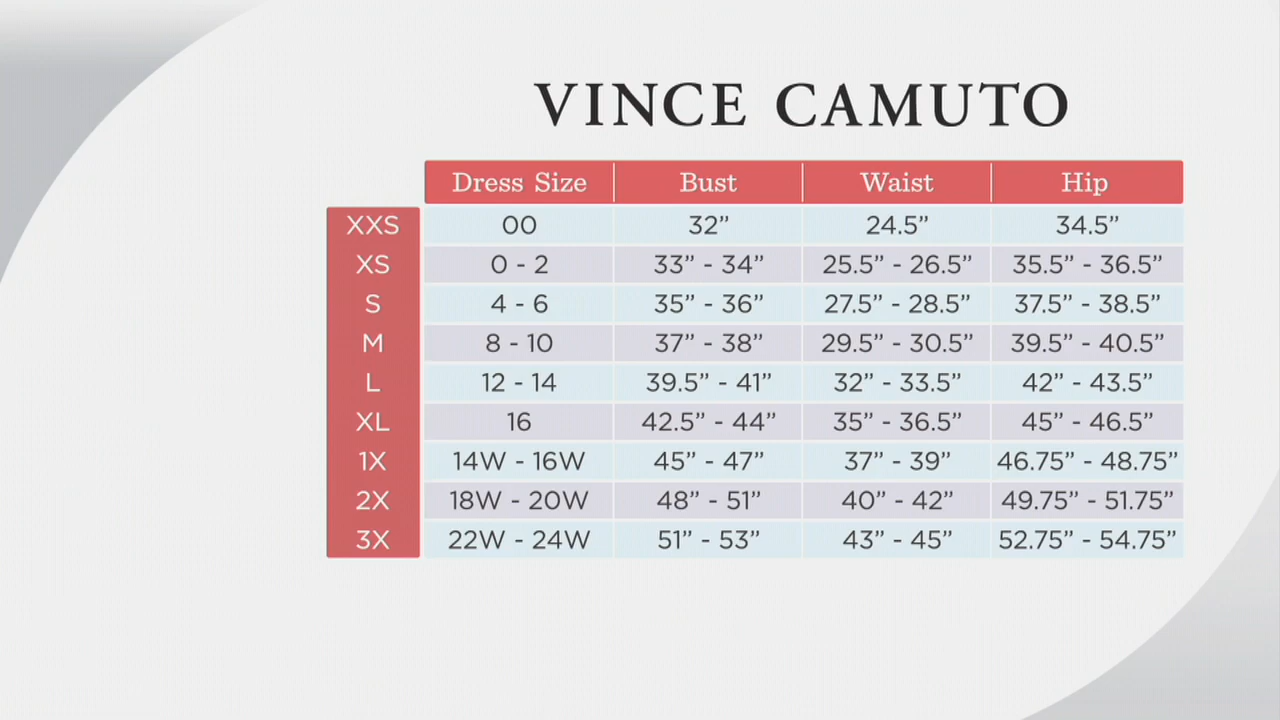 VINCE CAMUTO
Dress Size Bust Waist Hip
XXS 00 32” 24.5” 34.5”
XS 0 - 2 33” - 34” 25.5” - 26.5” 35.5” - 36.5”
S 4 - 6 35” - 36” 27.5” - 28.5” 37.5” - 38.5”
M 8 - 10 37” - 38” 29.5” - 30.5” 39.5” - 40.5”
L 12 - 14 39.5” - 41” 32” - 33.5” 42” - 43.5”
XL 16 42.5” - 44” 35” - 36.5” 45” - 46.5”
1X 14W - 16W 45” - 47” 37” - 39” 46.75” - 48.75”
2X 18W - 20W 48” - 51” 40” - 42” 49.75” - 51.75”
3X 22W - 24W 51” - 53” 43” - 45” 52.75” - 54.75”